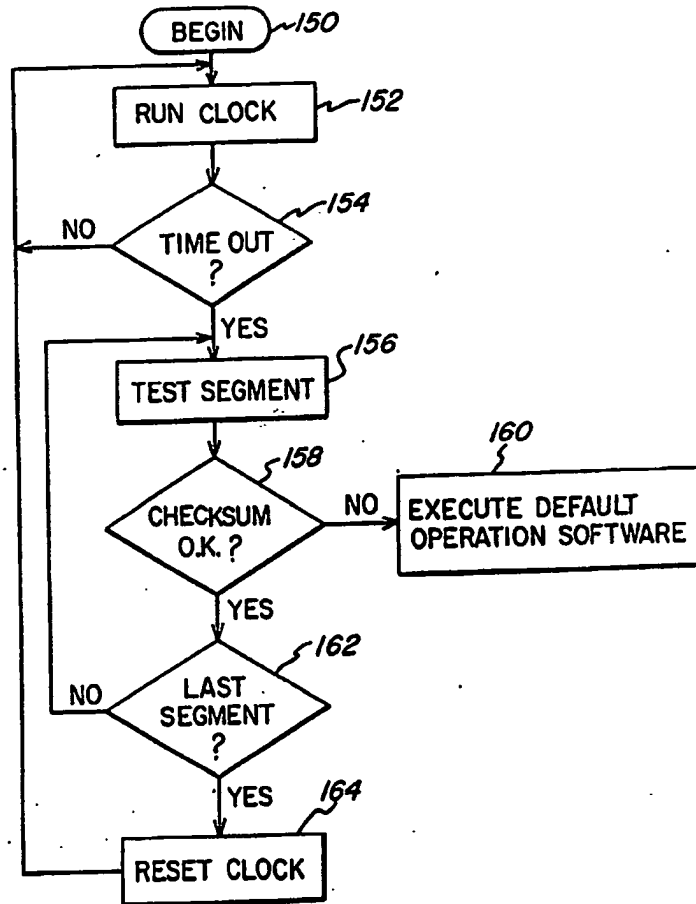 BEGIN
150
RUN CLOCK
152
154
NO
TIME OUT
?
YES
156
TEST SEGMENT
158
160
CHECKSUM
O.K. ?
NO
EXECUTE DEFAULT
OPERATION SOFTWARE
YES
162
NO
LAST
SEGMENT
?
YES
164
RESET CLOCK